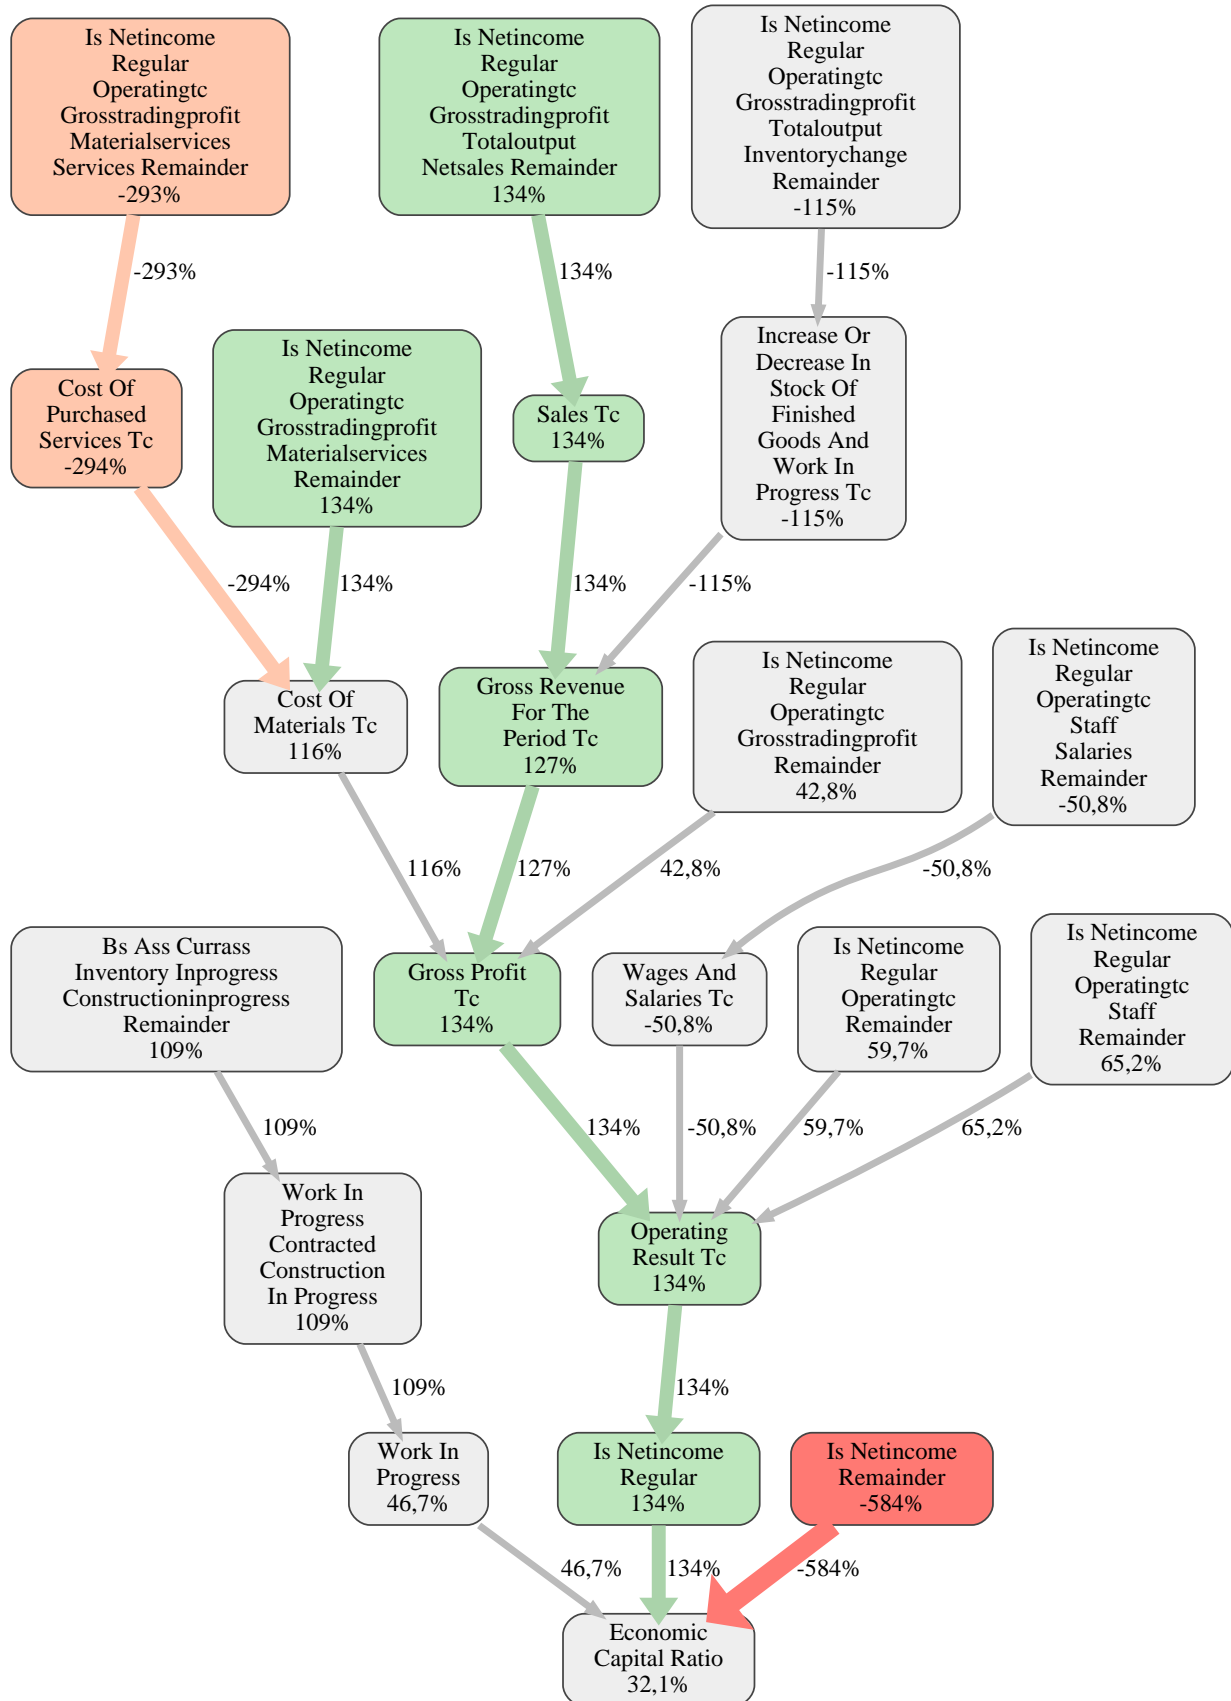 Is Netincome
Regular
Operatingtc
Grosstradingprofit
Materialservices
Services Remainder
-293%
Is Netincome
Regular
Operatingtc
Grosstradingprofit
Totaloutput
Netsales Remainder
134%
Is Netincome
Regular
Operatingtc
Grosstradingprofit
Totaloutput
Inventorychange
Remainder
-115%
-293%
134%
-115%
Cost Of
Purchased
Services Tc
-294%
Is Netincome
Regular
Operatingtc
Grosstradingprofit
Materialservices
Remainder
134%
Sales Tc
134%
Increase Or
Decrease In
Stock Of
Finished
Goods And
Work In
Progress Tc
-115%
-294%
134%
134%
-115%
Cost Of
Materials Tc
116%
Gross Revenue
For The
Period Tc
127%
Is Netincome
Regular
Operatingtc
Grosstradingprofit
Remainder
42,8%
Is Netincome
Regular
Operatingtc
Staff
Salaries
Remainder
-50,8%
116%
127%
42,8%
-50,8%
Bs Ass Currass
Inventory Inprogress
Constructioninprogress
Remainder
109%
Gross Profit
Tc
134%
Wages And
Salaries Tc
-50,8%
Is Netincome
Regular
Operatingtc
Remainder
59,7%
Is Netincome
Regular
Operatingtc
Staff
Remainder
65,2%
109%
134%
-50,8%
59,7%
65,2%
Work In
Progress
Contracted
Construction
In Progress
109%
Operating
Result Tc
134%
109%
134%
Work In
Progress
46,7%
Is Netincome
Regular
134%
Is Netincome
Remainder
-584%
46,7%
134%
-584%
Economic
Capital Ratio
32,1%